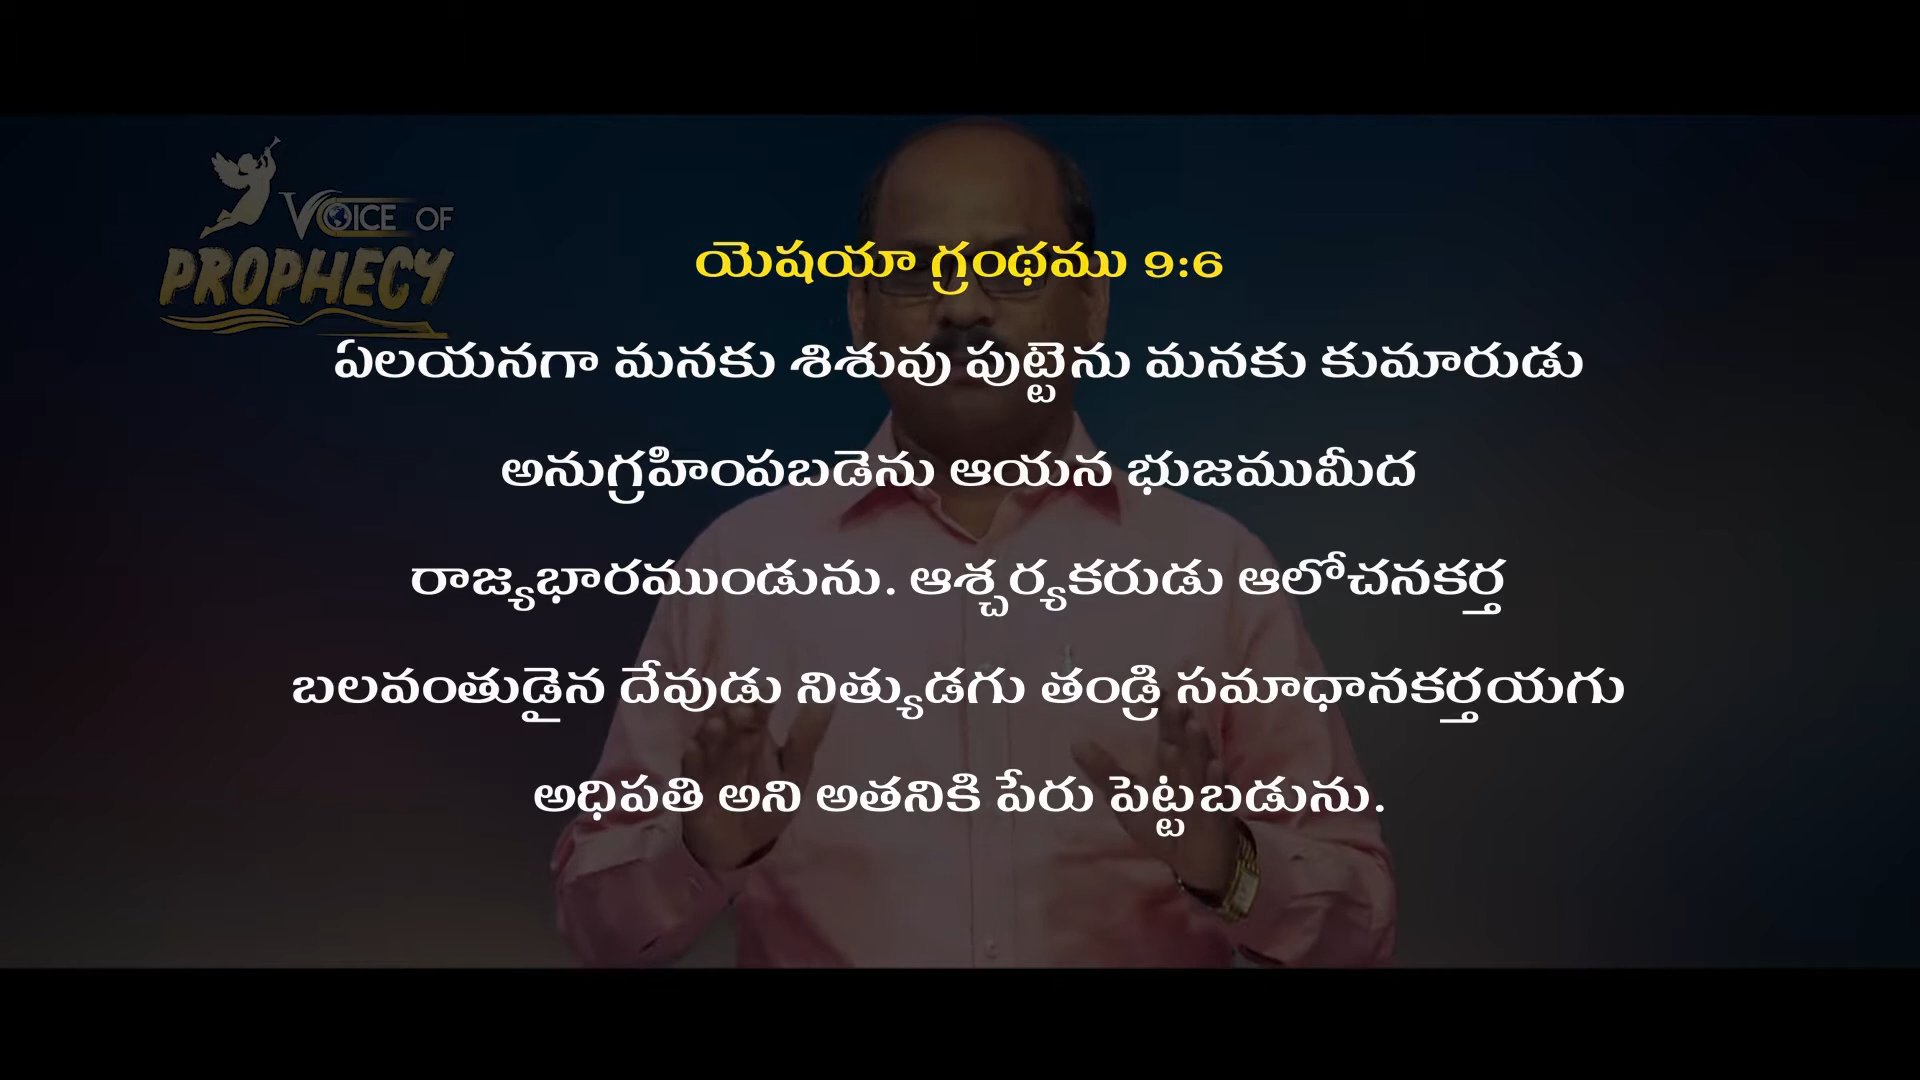 VOICE OF
PROPHECY
యెషయా గ్రంథము 9:6
ఏలయనగా మనకు శిశువు పుట్టెను మనకు కుమారుడు
అనుగ్రహింపబడెను ఆయన భుజముమీద
రాజ్యభారముండును. ఆశ్చర్యకరుడు ఆలోచనకర్త
బలవంతుడైన దేవుడు నిత్యుడగు తండ్రి సమాధానకర్తయగు
అధిపతి అని అతనికి పేరు పెట్టబడును.